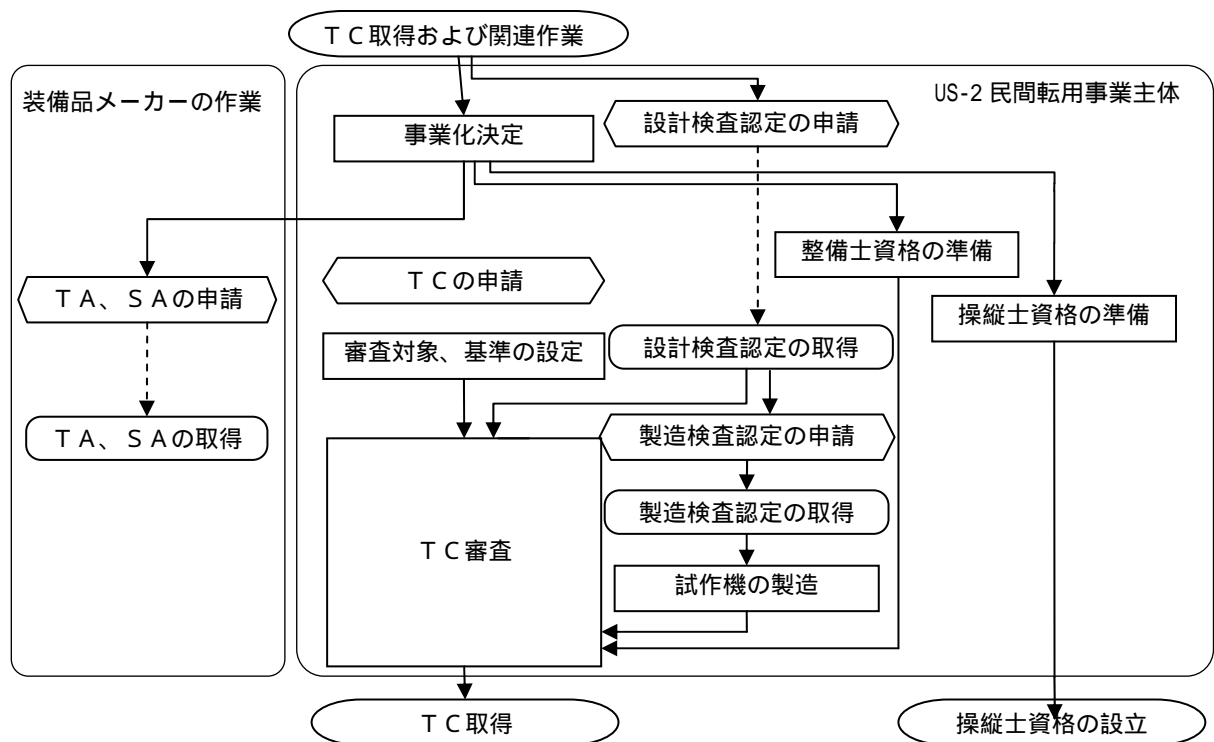 ＴＣ取得および関連作業
装備品メーカーの作業
US-2 民間転用事業主体
設計検査認定の申請
事業化決定
整備士資格の準備
ＴＣの申請
ＴＡ、ＳＡの申請
操縦士資格の準備
審査対象、基準の設定
設計検査認定の取得
ＴＡ、ＳＡの取得
製造検査認定の申請
製造検査認定の取得
ＴＣ審査
試作機の製造
ＴＣ取得
操縦士資格の設立